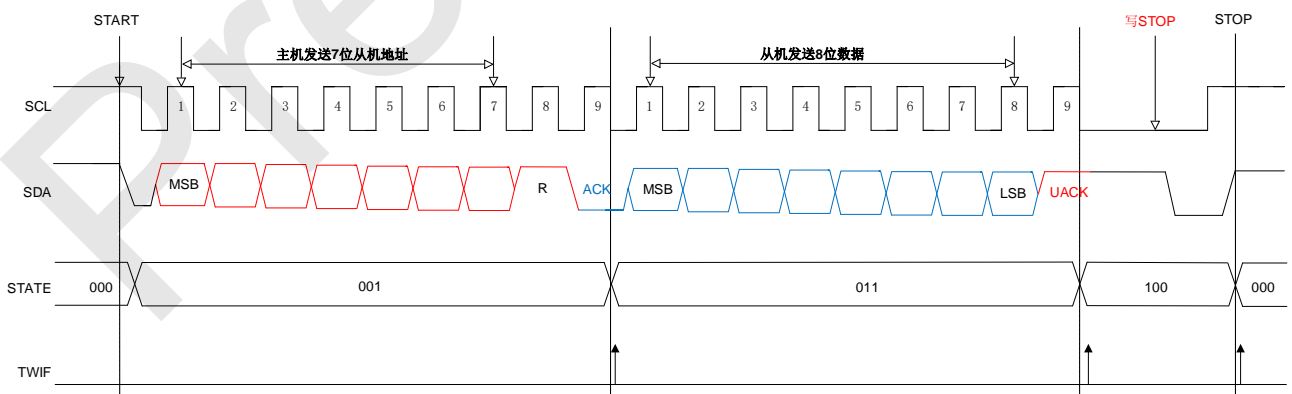 START
写STOP
STOP
主机发送7位从机地址
从机发送8位数据
SCL 1 2 3 4 5 6 7 8 9 1 2 3 4 5 6 7 8 9
SDA MSB R ACK MSB LSB UACK
STATE 000 001 011 100 000
TWIF
Pre